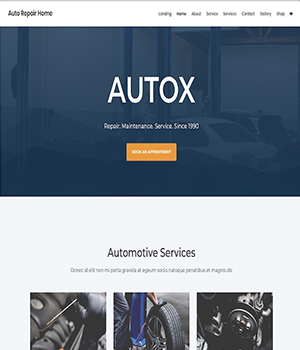 Auto Repair Home
Landing Home About Service Services Contact Gallery Shop
AUTOX
Repair. Maintenance. Service. Since 1990
BOOK AN APPOINTMENT
Automotive Services
Donec id elit non mi porta gravida at egeum sociis natoque penatibus et magnis dis